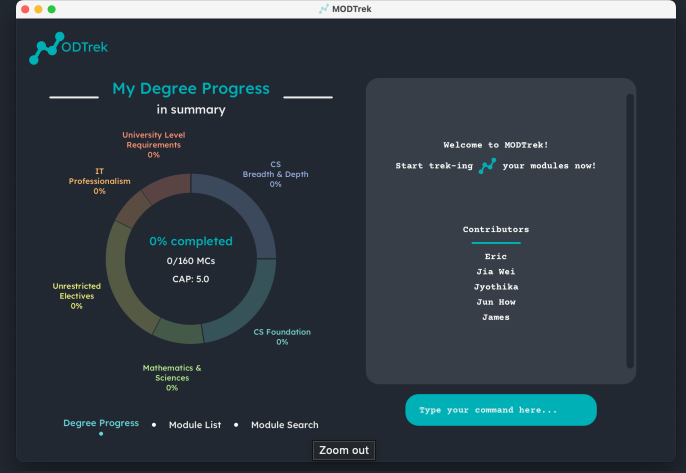 MODTrek
ODTrek
My Degree Progress
in summary
University Level
Requirements
0%
CS
Breadth & Depth
0%
IT
Professionalism
0%
0% completed
0/160 MCs
CAP: 5.0
Unrestricted
Electives
0%
CS Foundation
0%
Mathematics &
Sciences
0%
Degree Progress
Module List
Module Search
Welcome to MODTrek!
Start trek-ing your modules now!
Contributors
Eric
Jia Wei
Jyothika
Jun How
James
Type your command here...
Zoom out